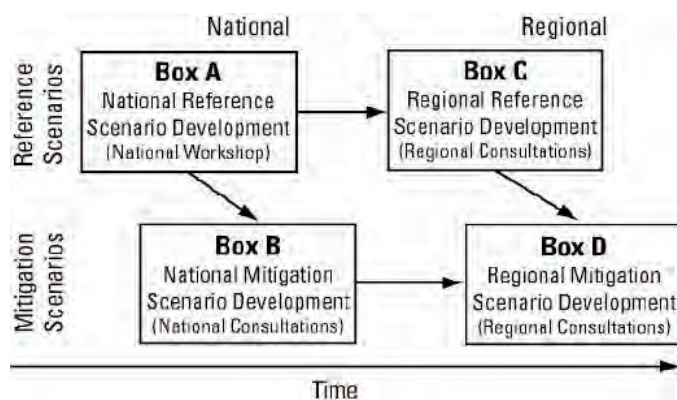 National
Regional
Reference
Scenarios
Box A
National Reference
Scenario Development
(National Workshop)
Box C
Regional Reference
Scenario Development
(Regional Consultations)
Mitigation
Scenarios
Box B
National Mitigation
Scenario Development
(National Consultations)
Box D
Regional Mitigation
Scenario Development
(Regional Consultations)
Time